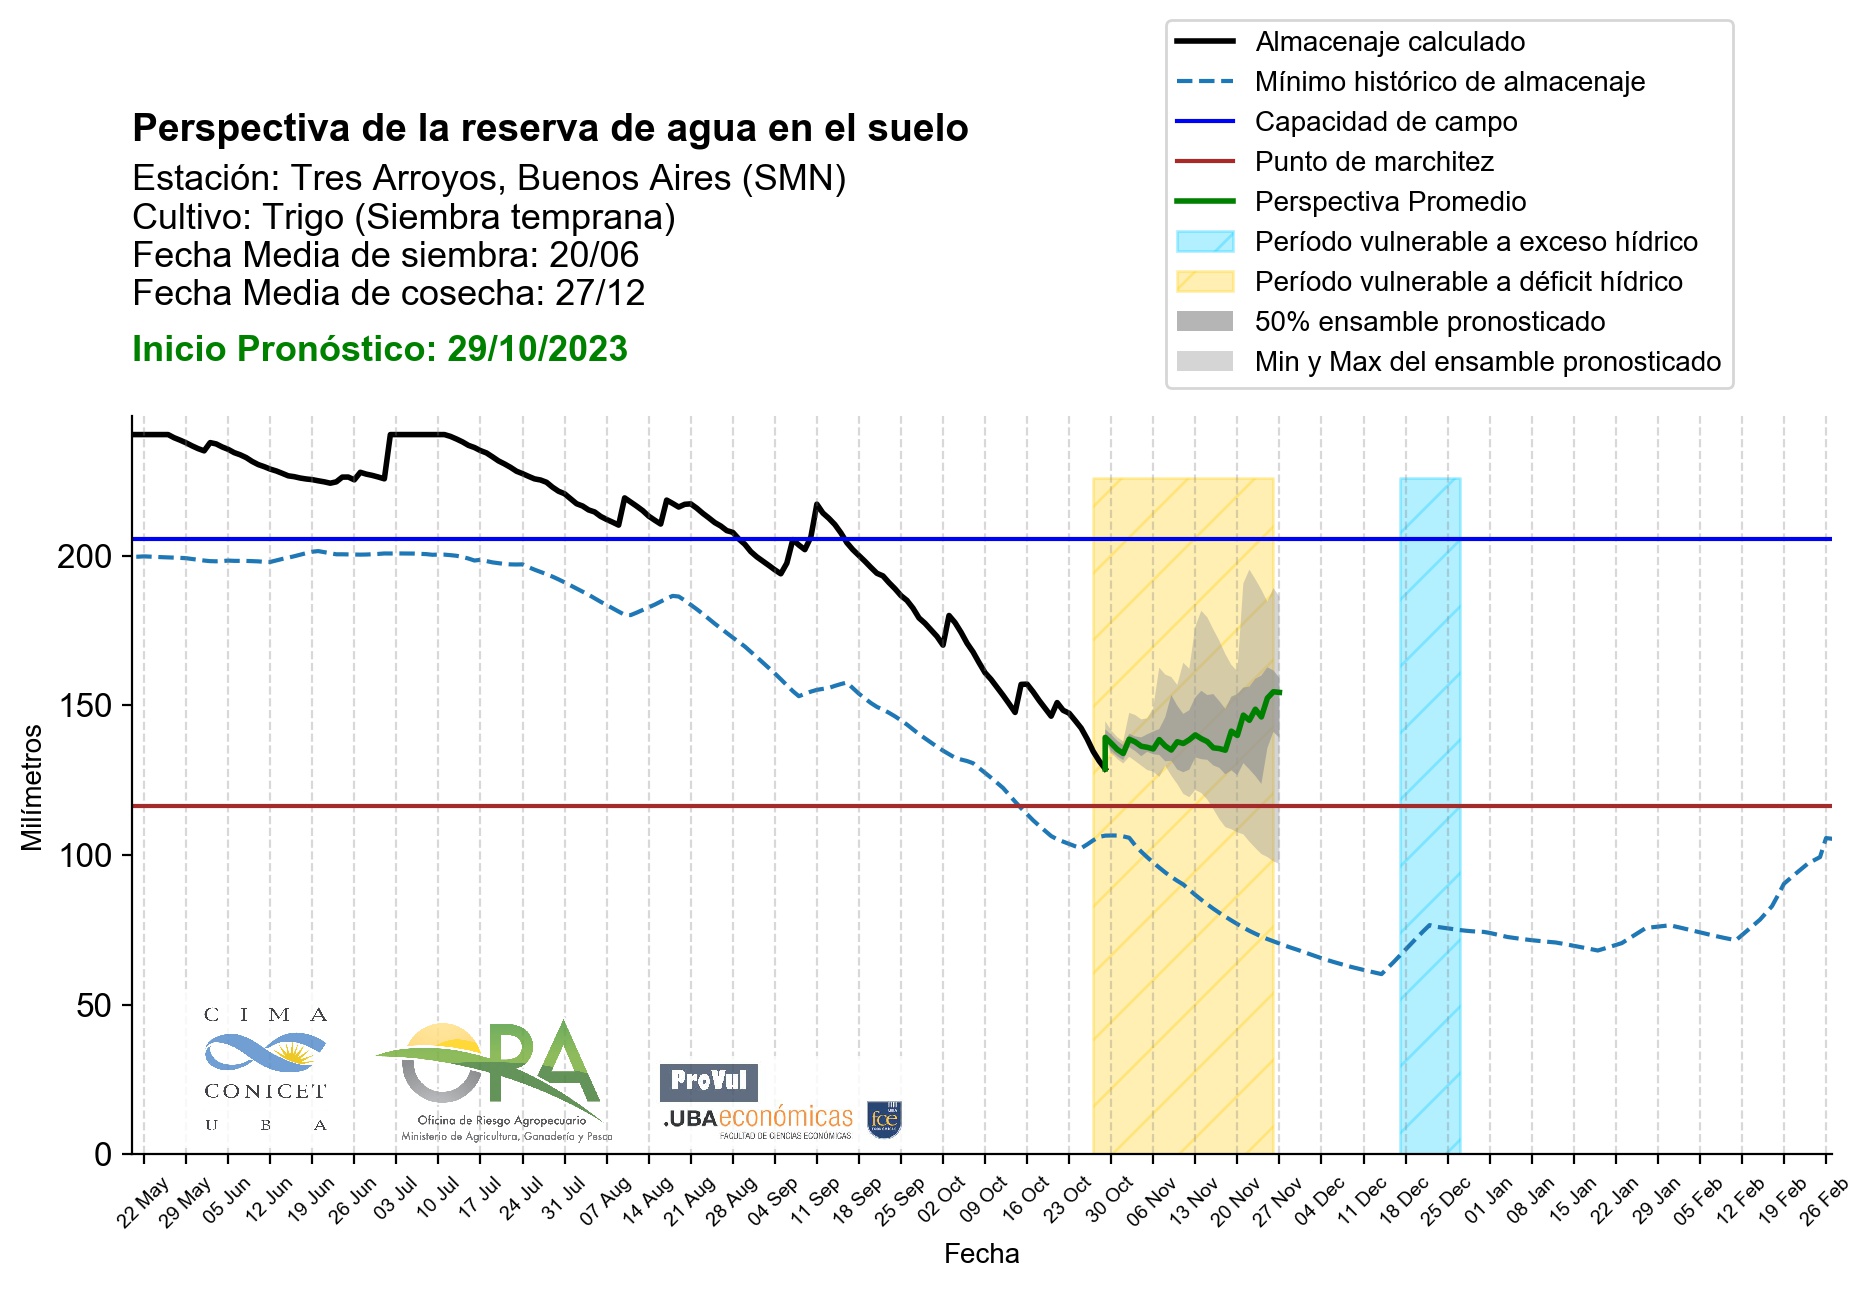 Almacenaje calculado
Mínimo histórico de almacenaje
Capacidad de campo
Punto de marchitez
Perspectiva Promedio
Período vulnerable a exceso hídrico
Período vulnerable a déficit hídrico
50% ensamble pronosticado
Min y Max del ensamble pronosticado
Perspectiva de la reserva de agua en el suelo
Estación: Tres Arroyos, Buenos Aires (SMN)
Cultivo: Trigo (Siembra temprana)
Fecha Media de siembra: 20/06
Fecha Media de cosecha: 27/12
Inicio Pronóstico: 29/10/2023
Milímetros
200
150
100
50
0
C I M A
CONICET
U B A
ORA
Oficina de Riesgo Agropecuario
Ministerio de Agricultura, Ganadería y Pesca
ProVul
.UBAeconómicas
FACULTAD DE CIENCIAS ECONÓMICAS
UBA
fce
22 May
29 May
05 Jun
12 Jun
19 Jun
26 Jun
03 Jul
10 Jul
17 Jul
24 Jul
31 Jul
07 Aug
14 Aug
21 Aug
28 Aug
04 Sep
11 Sep
18 Sep
25 Sep
02 Oct
09 Oct
16 Oct
23 Oct
30 Oct
06 Nov
13 Nov
20 Nov
27 Nov
04 Dec
11 Dec
18 Dec
25 Dec
01 Jan
08 Jan
15 Jan
22 Jan
29 Jan
05 Feb
12 Feb
19 Feb
26 Feb
Fecha